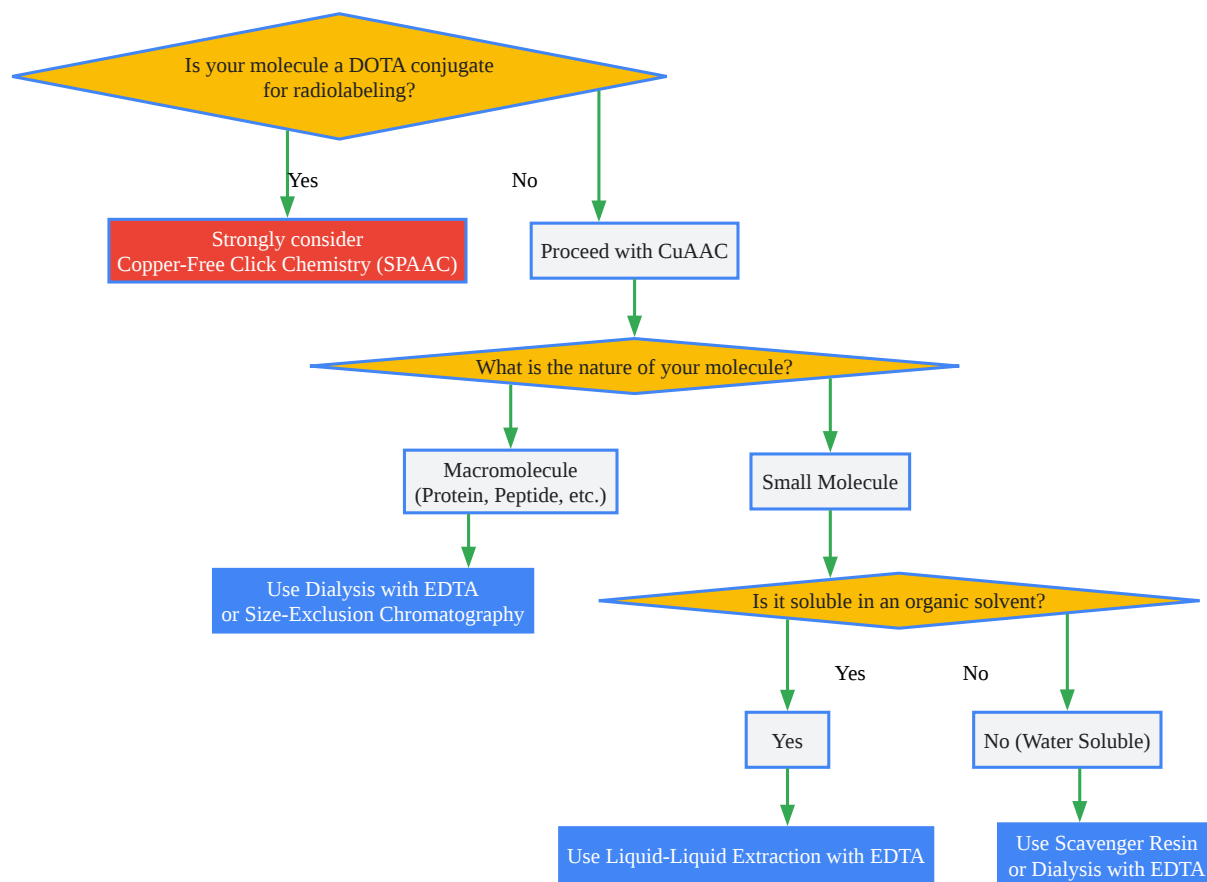 Is your molecule a DOTA conjugate
for radiolabeling?
Yes
No
Strongly consider
Copper-Free Click Chemistry (SPAAC)
Proceed with CuAAC
What is the nature of your molecule?
Macromolecule
(Protein, Peptide, etc.)
Small Molecule
Use Dialysis with EDTA
or Size-Exclusion Chromatography
Is it soluble in an organic solvent?
Yes
No
Yes
No (Water Soluble)
Use Liquid-Liquid Extraction with EDTA
Use Scavenger Resin
or Dialysis with EDTA